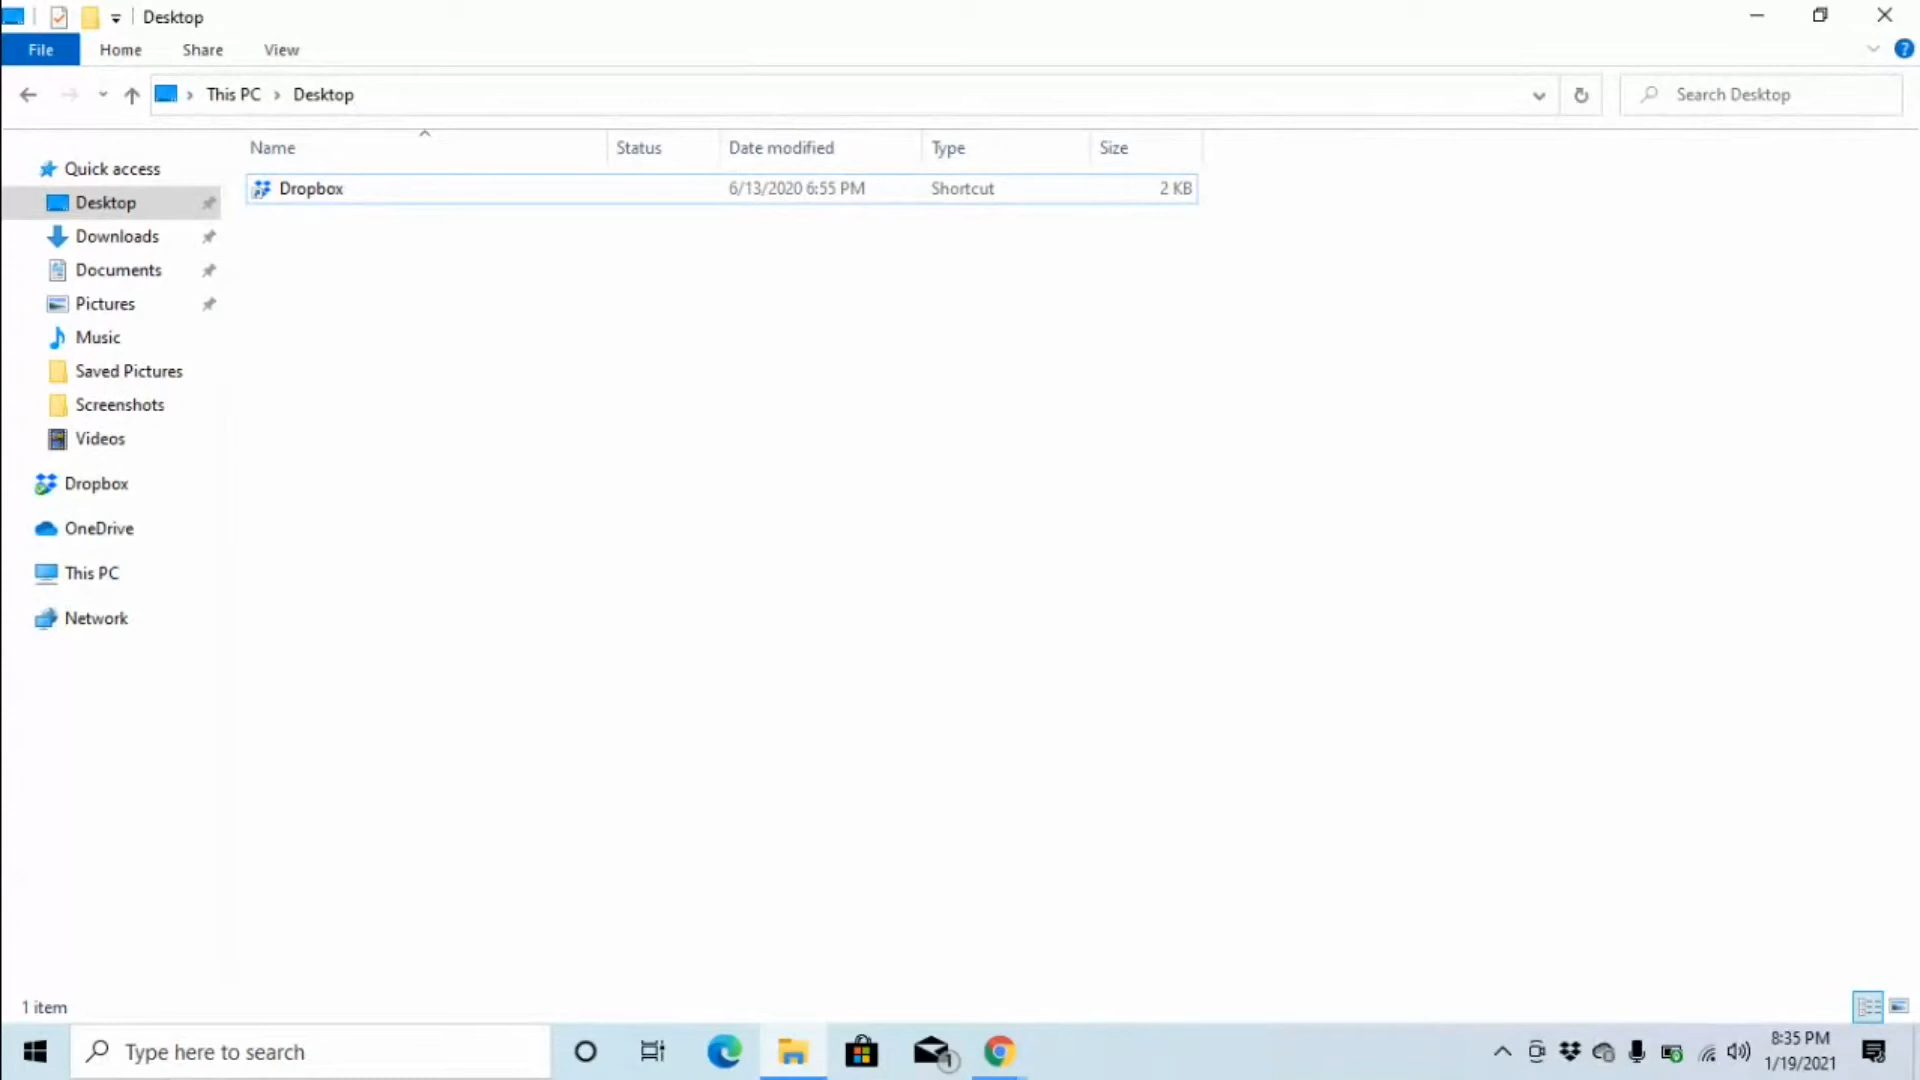 Desktop
File Home Share View
This PC Desktop
Search Desktop
Name Status Date modified Type Size
Dropbox 6/13/2020 6:55 PM Shortcut 2 KB
Quick access
Desktop
Downloads
Documents
Pictures
Music
Saved Pictures
Screenshots
Videos
Dropbox
OneDrive
This PC
Network
1 item
Type here to search
1
8:35 PM
1/19/2021